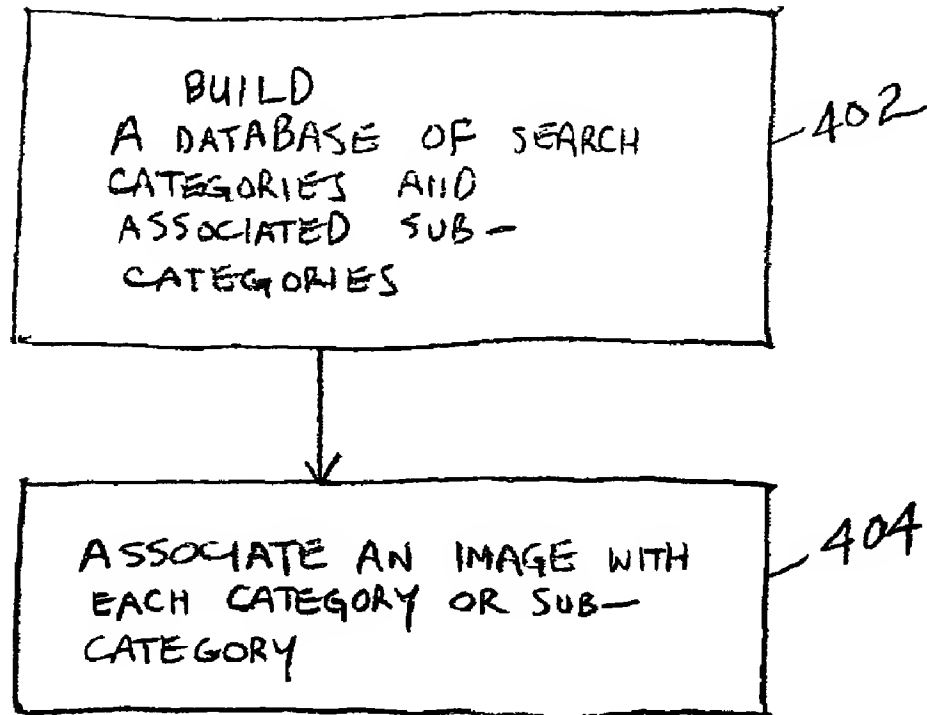 BUILD
A DATABASE OF SEARCH
CATEGORIES AND
ASSOCIATED SUB-
CATEGORIES
402
ASSOCIATE AN IMAGE WITH
EACH CATEGORY OR SUB-
CATEGORY
404